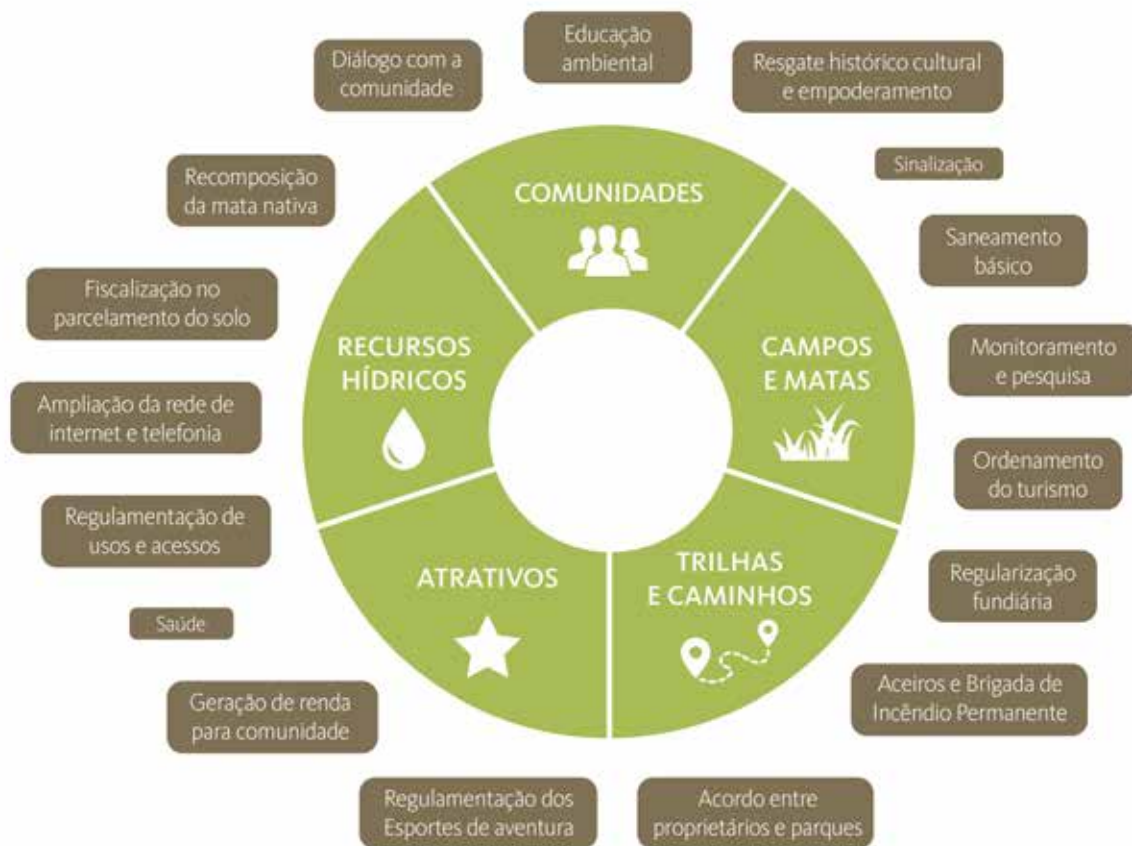 Educação
ambiental
Diálogo com a
comunidade
Resgate histórico cultural
e empoderamento
Sinalização
Recomposição
da mata nativa
COMUNIDADES
Saneamento
básico
Fiscalização no
parcelamento do solo
RECURSOS
HÍDRICOS
CAMPOS
E MATAS
Monitoramento
e pesquisa
Ampliação da rede de
internet e telefonia
Ordenamento
do turismo
Regulamentação de
usos e acessos
ATRATIVOS
TRILHAS
E CAMINHOS
Regularização
fundiária
Saúde
Geração de renda
para comunidade
Aceiros e Brigada de
Incêndio Permanente
Regulamentação dos
Esportes de aventura
Acordo entre
proprietários e parques